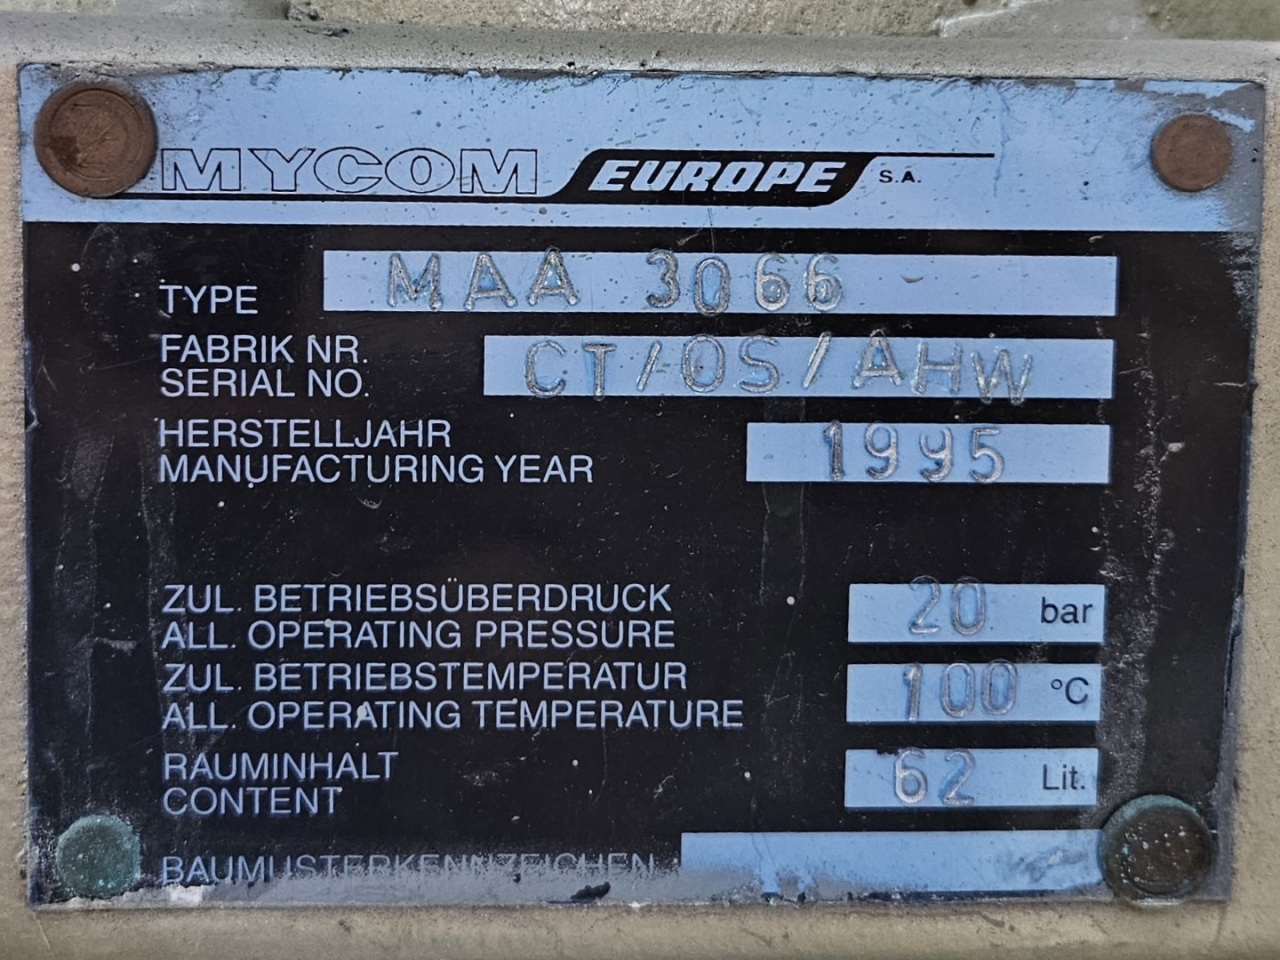 MYCOM EUROPE S.A.
TYPE MAA 3066
FABRIK NR.
SERIAL NO. CT/OS/AHW
HERSTELLJAHR
MANUFACTURING YEAR 1995
ZUL. BETRIEBSÜBERDRUCK
ALL. OPERATING PRESSURE 20 bar
ZUL. BETRIEBSTEMPERATUR
ALL. OPERATING TEMPERATURE 100 °C
RAUMINHALT
CONTENT 62 Lit.
BAUMUSTERKENNZEICHEN